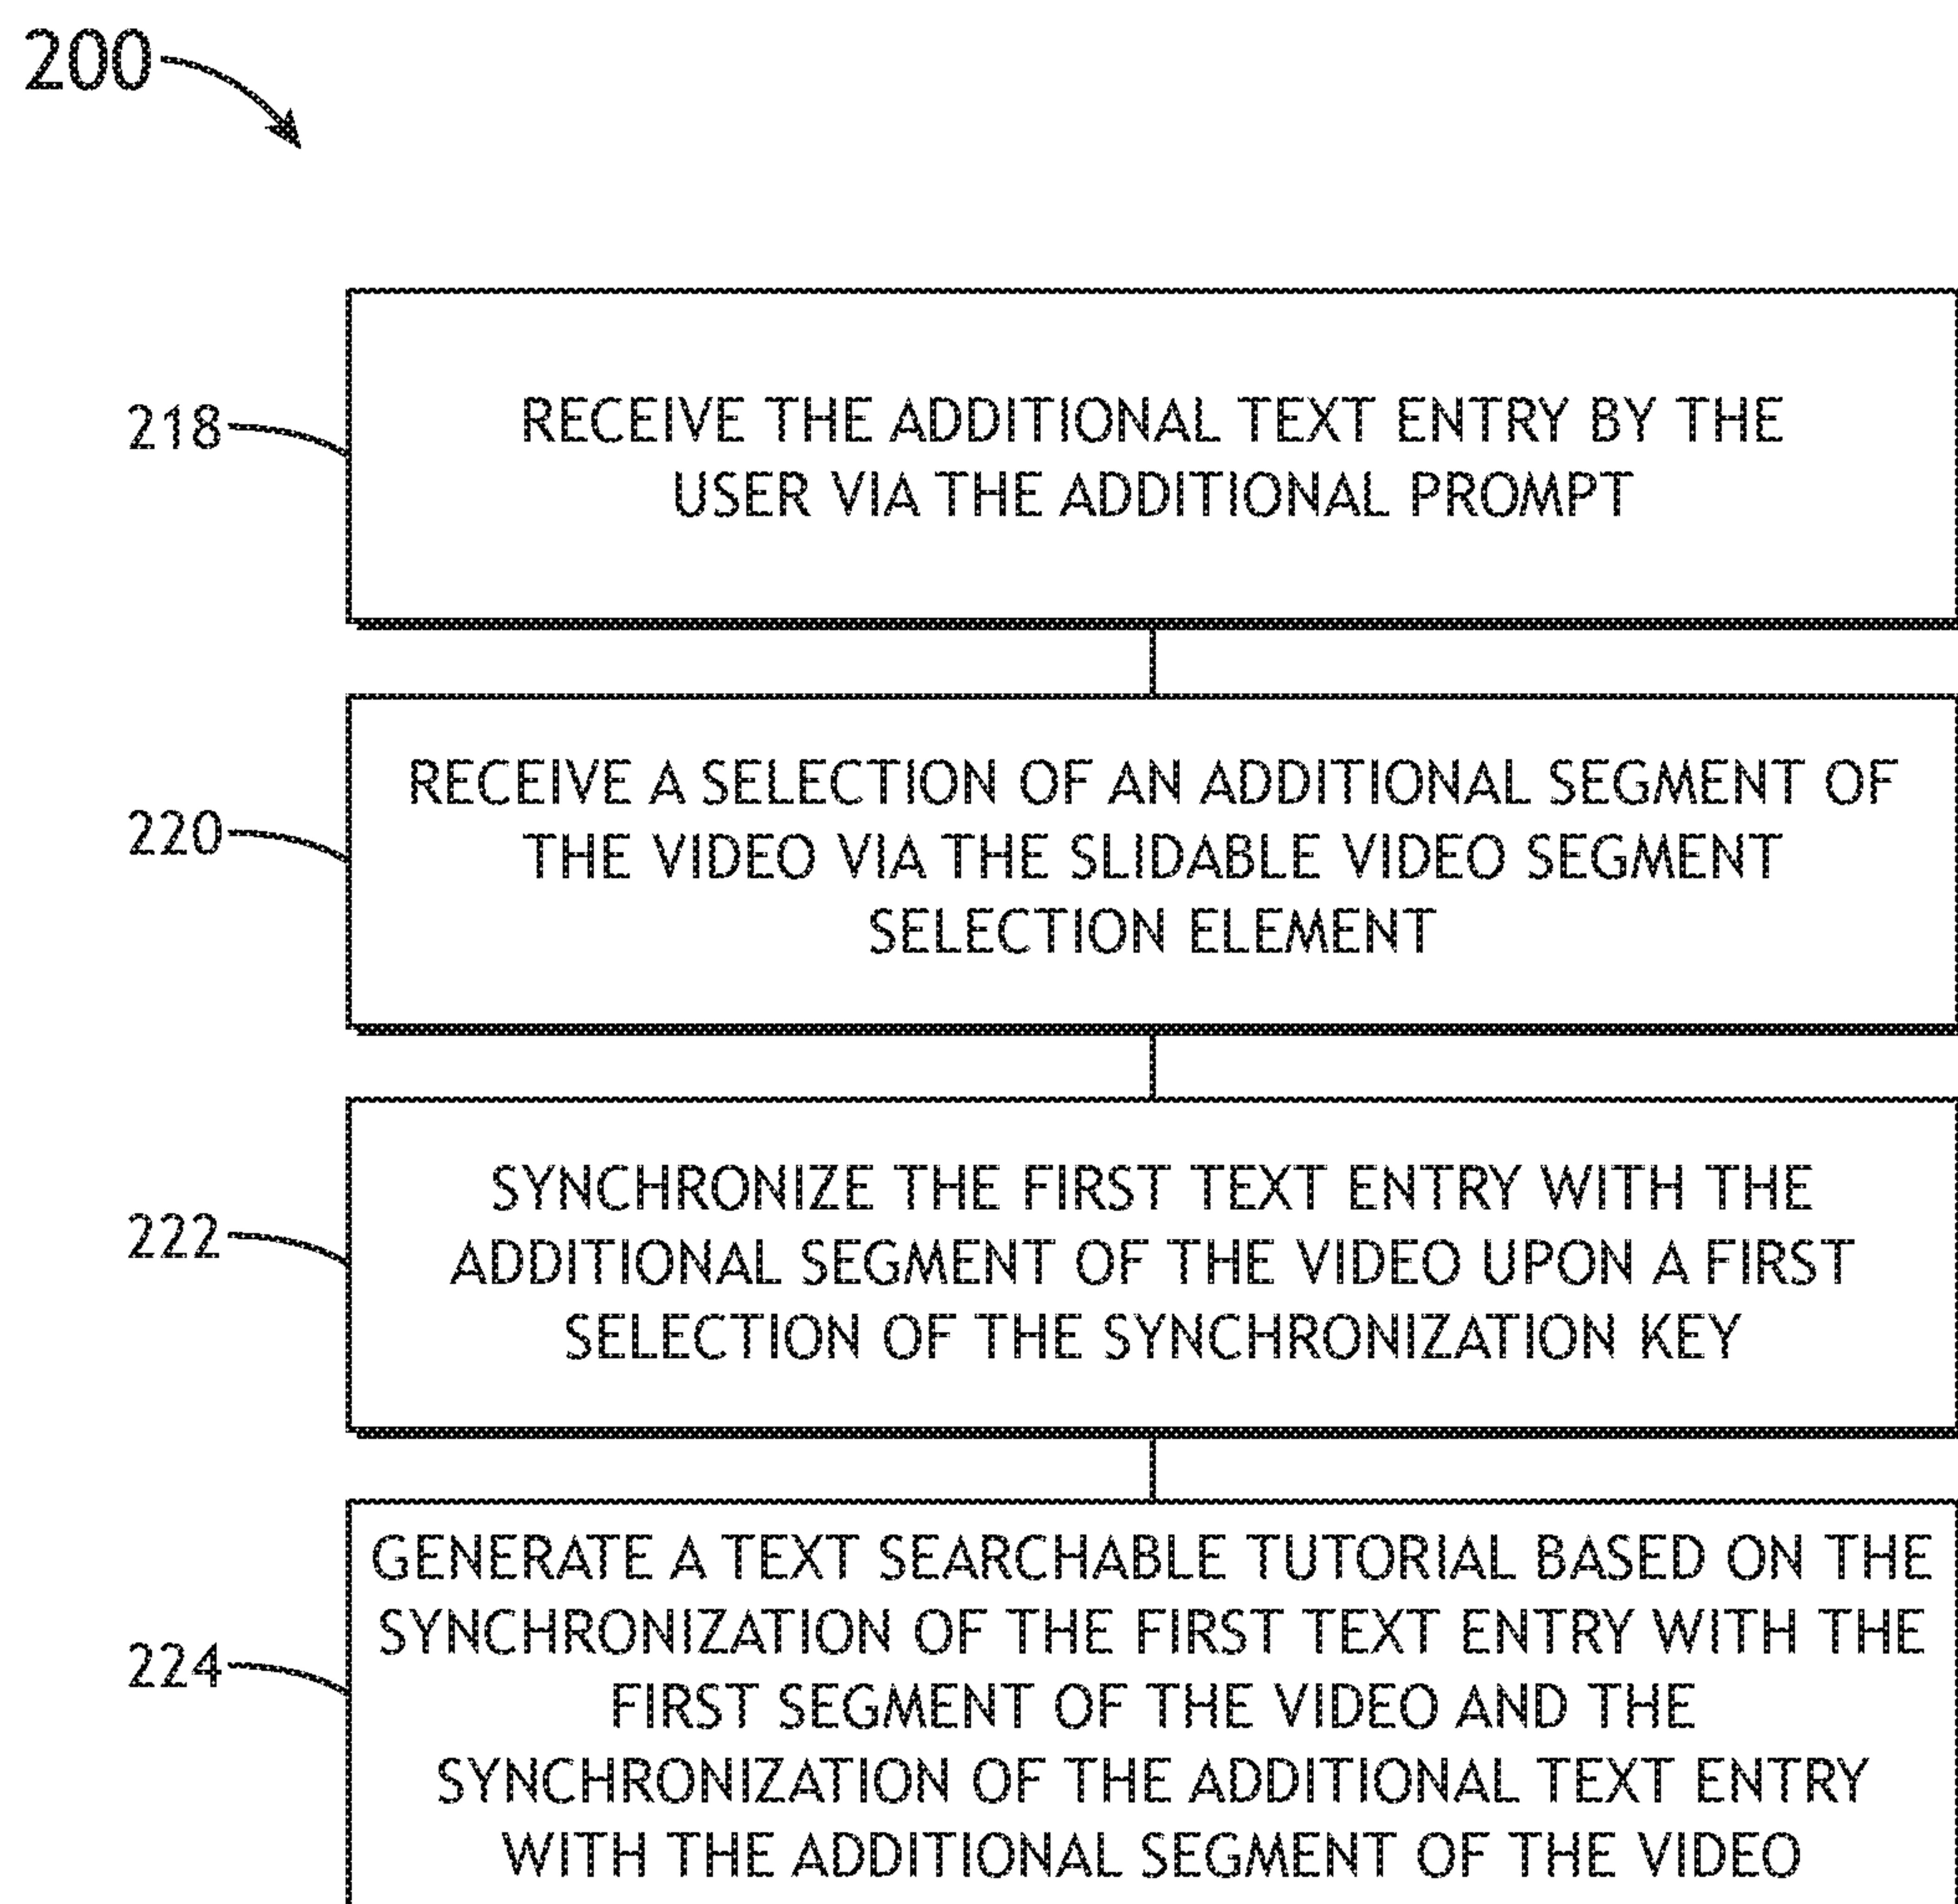 200
218
RECEIVE THE ADDITIONAL TEXT ENTRY BY THE
USER VIA THE ADDITIONAL PROMPT
220
RECEIVE A SELECTION OF AN ADDITIONAL SEGMENT OF
THE VIDEO VIA THE SLIDABLE VIDEO SEGMENT
SELECTION ELEMENT
222
SYNCHRONIZE THE FIRST TEXT ENTRY WITH THE
ADDITIONAL SEGMENT OF THE VIDEO UPON A FIRST
SELECTION OF THE SYNCHRONIZATION KEY
224
GENERATE A TEXT SEARCHABLE TUTORIAL BASED ON THE
SYNCHRONIZATION OF THE FIRST TEXT ENTRY WITH THE
FIRST SEGMENT OF THE VIDEO AND THE
SYNCHRONIZATION OF THE ADDITIONAL TEXT ENTRY
WITH THE ADDITIONAL SEGMENT OF THE VIDEO